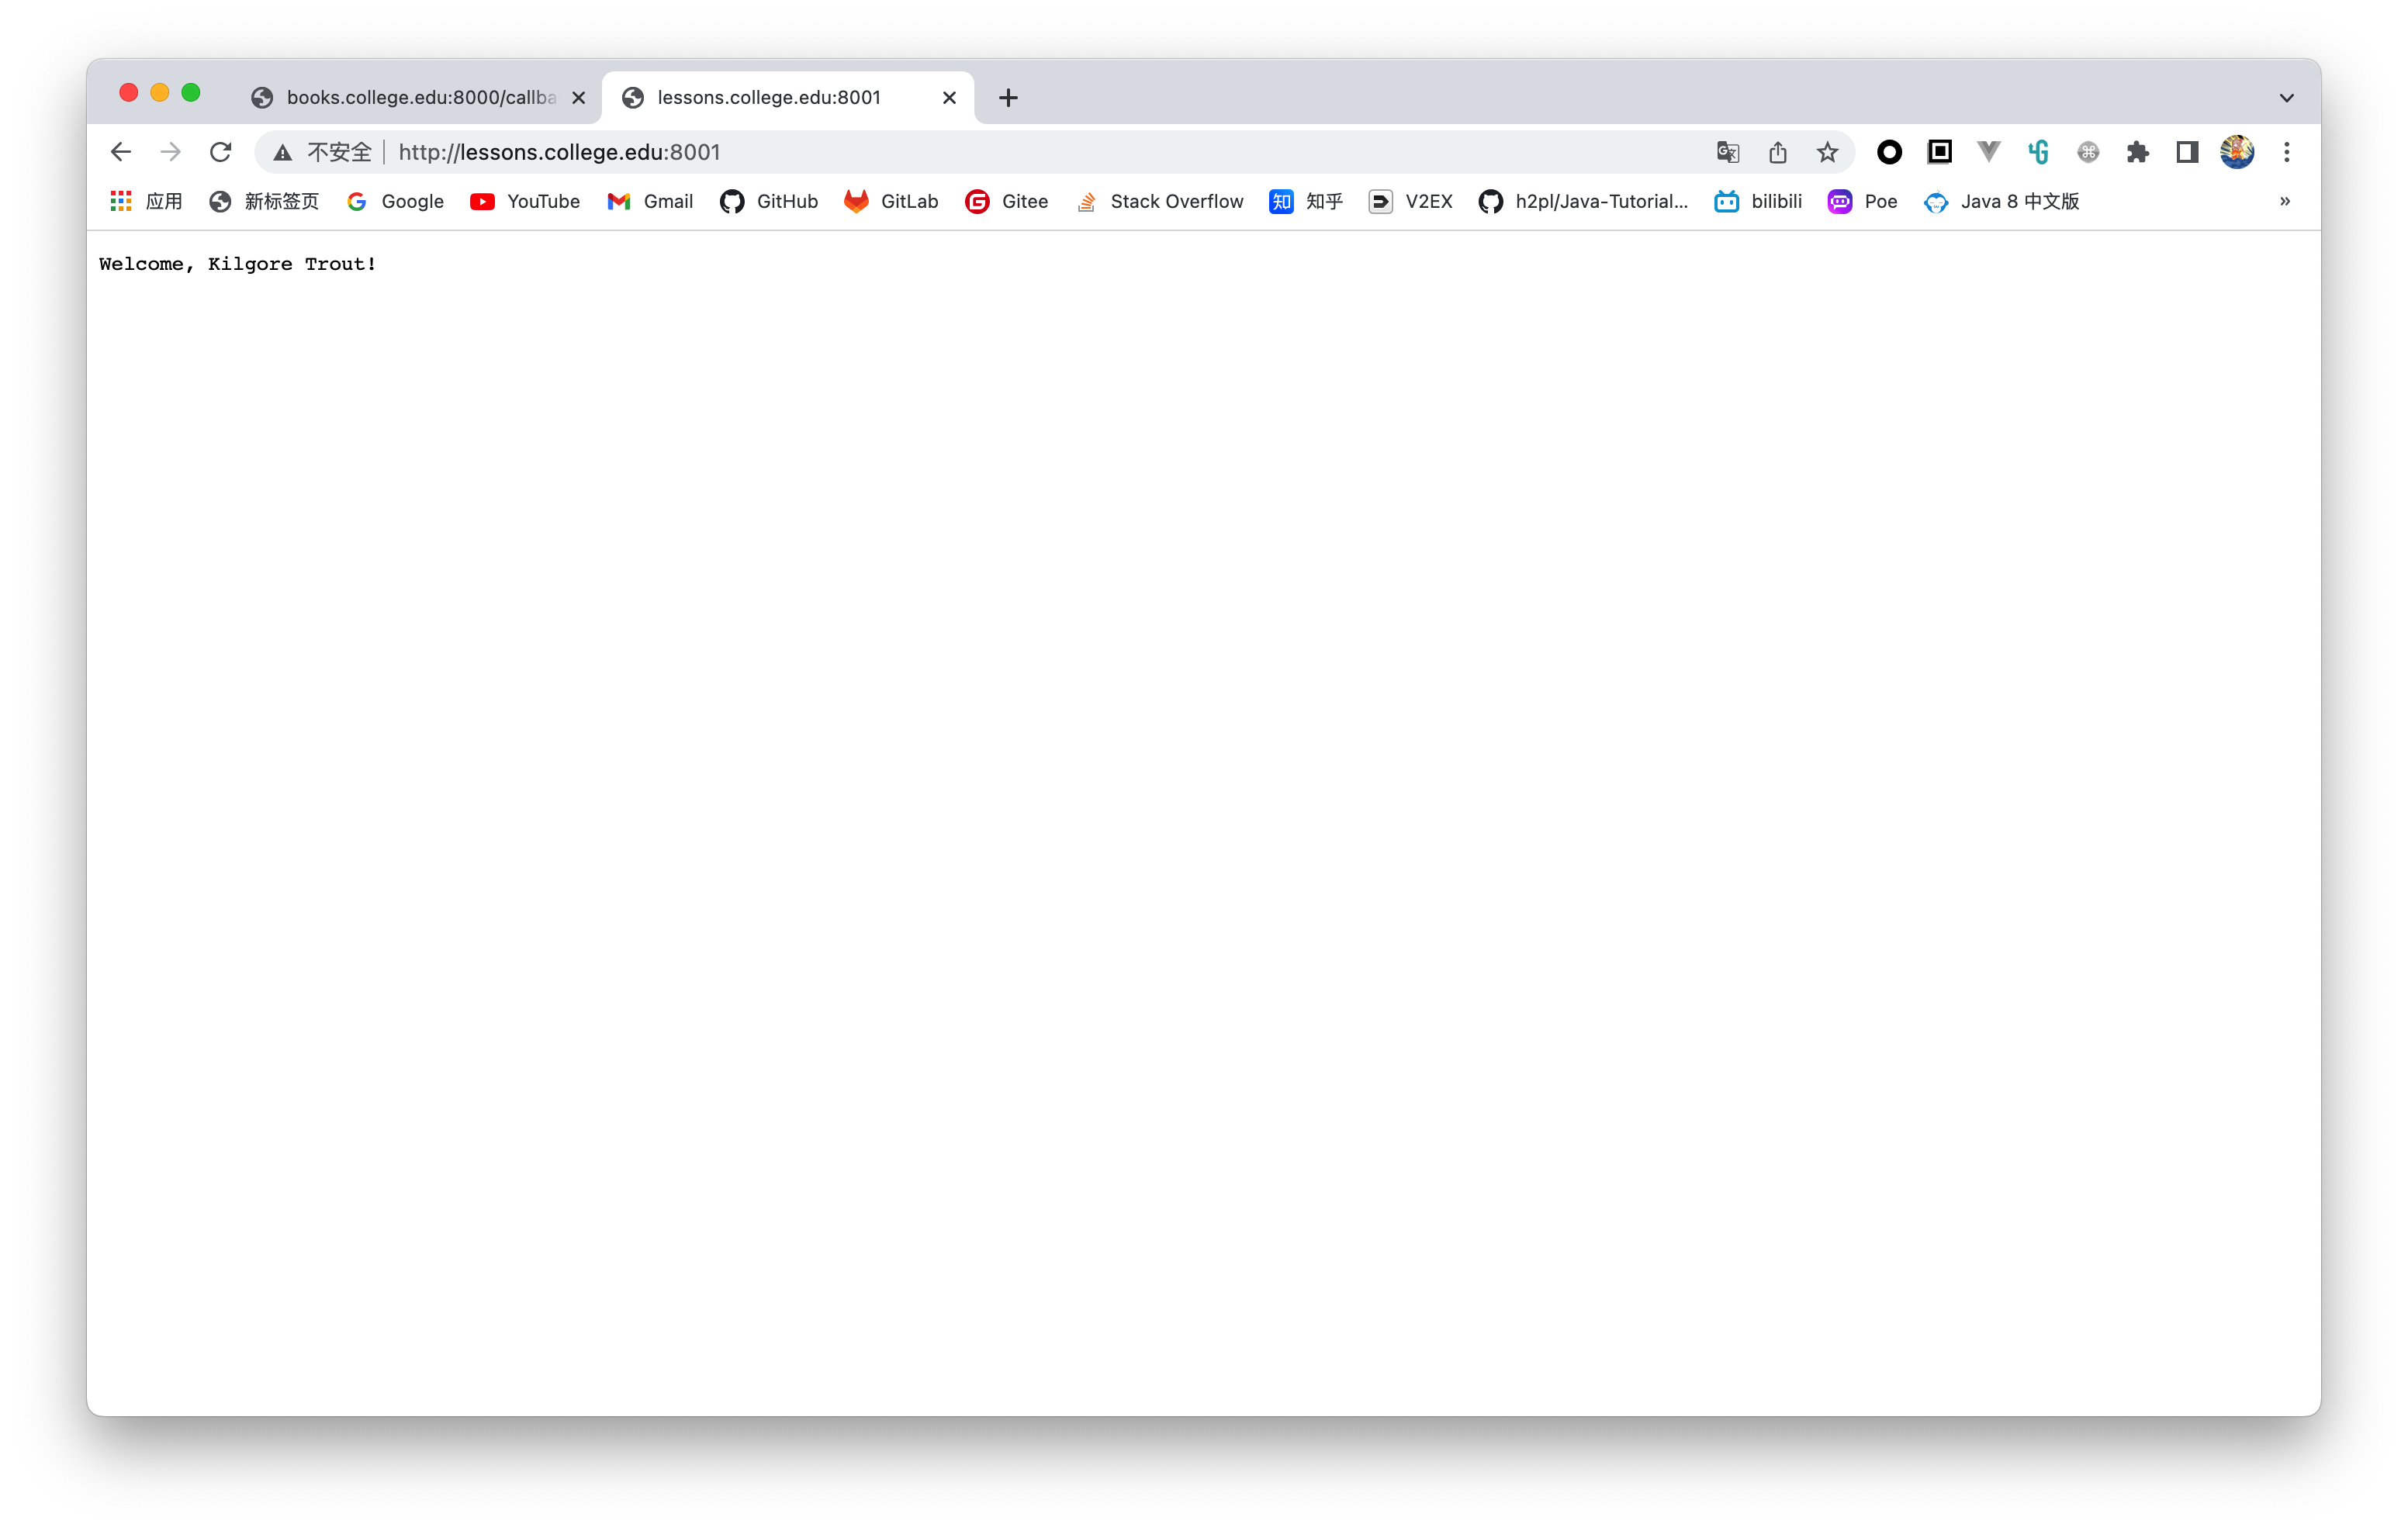 books.college.edu:8000/callba
lessons.college.edu:8001
不安全 http://lessons.college.edu:8001
应用 新标签页 Google YouTube Gmail GitHub GitLab Gitee Stack Overflow 知 知乎 V2EX h2pl/Java-Tutorial... bilibili Poe Java 8 中文版 »
Welcome, Kilgore Trout!